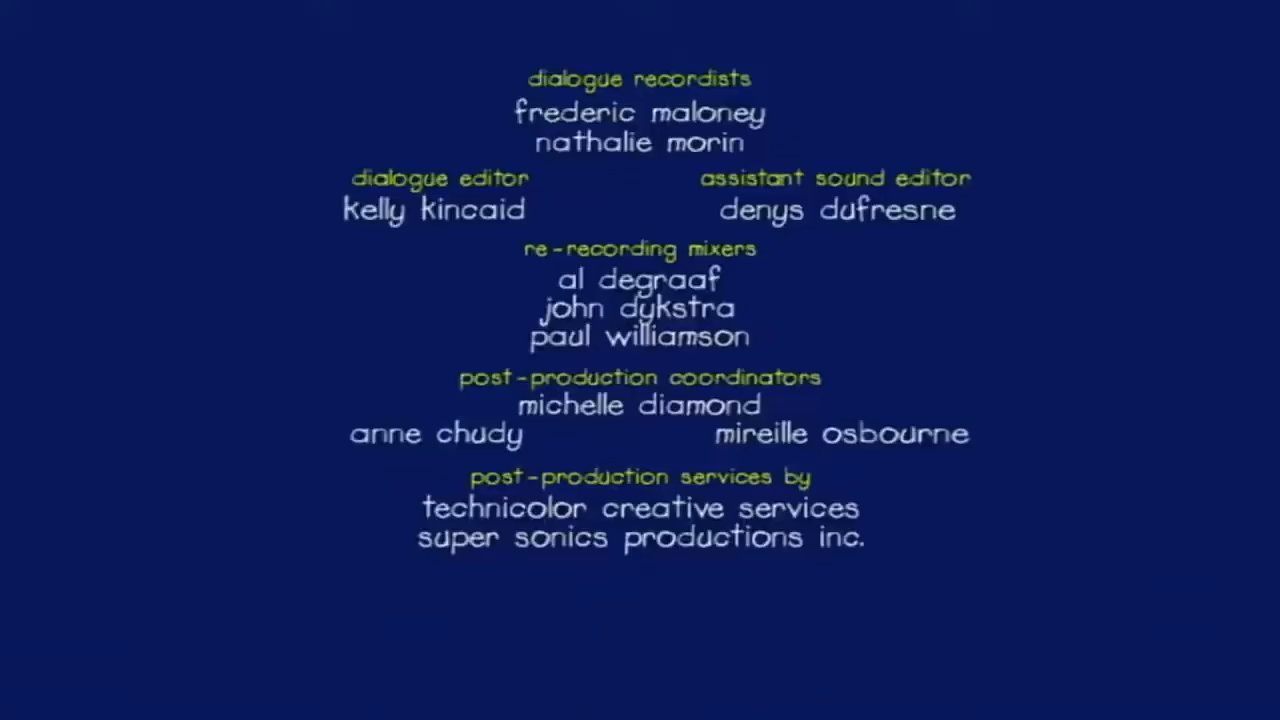 dialogue recordists
frederic maloney
nathalie morin
dialogue editor
kelly kincaid
assistant sound editor
denys dufresne
re-recording mixers
al degraaf
john dykstra
paul williamson
post-production coordinators
michelle diamond
anne chudy
mireille osbourne
post-production services by
technicolor creative services
super sonics productions inc.